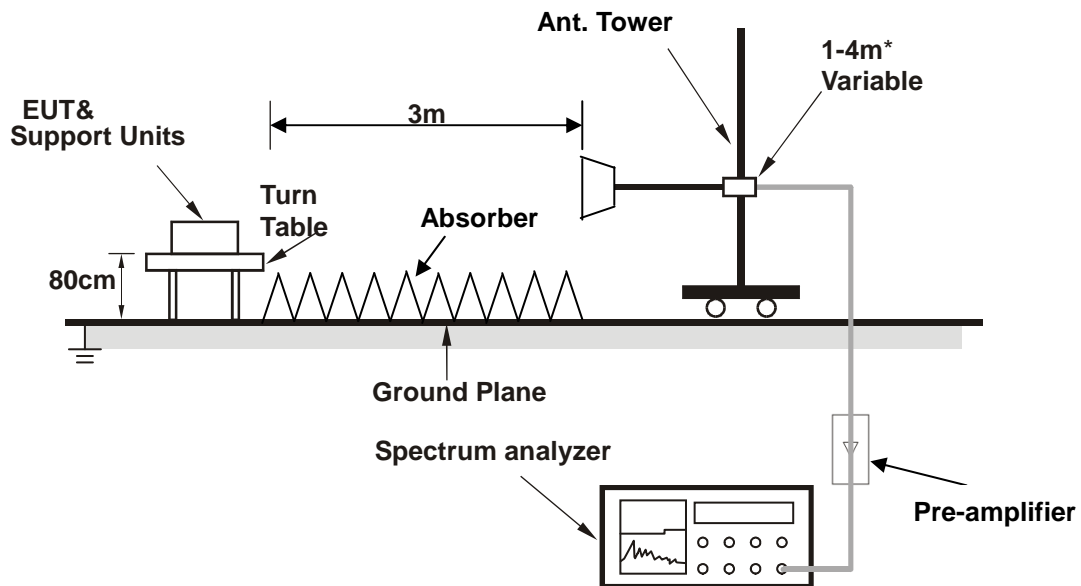 Ant. Tower
1-4m*
Variable
3m
EUT&
Support Units
Turn
Table
Absorber
80cm
Ground Plane
Spectrum analyzer
Pre-amplifier